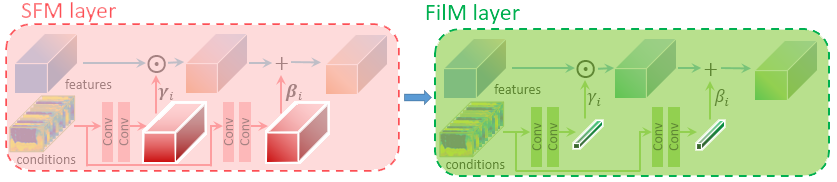 SFM layer
features
γi
βi
Conv
Conv
Conv
Conv
conditions
FilM layer
features
γi
βi
Conv
Conv
Conv
Conv
conditions